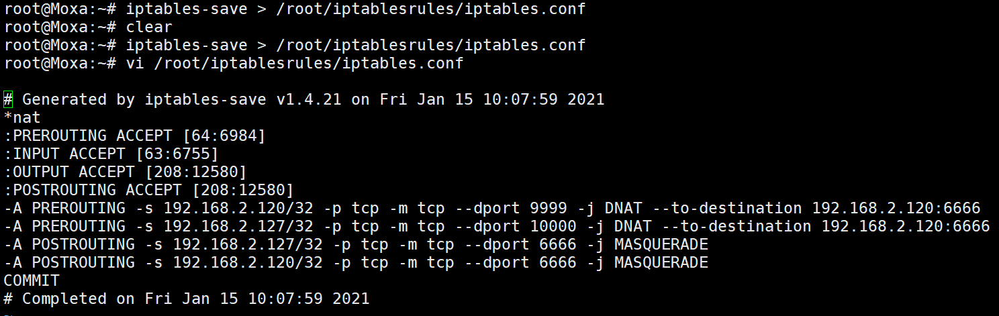 root@Moxa:~# iptables-save > /root/iptablesrules/iptables.conf
root@Moxa:~# clear
root@Moxa:~# iptables-save > /root/iptablesrules/iptables.conf
root@Moxa:~# vi /root/iptablesrules/iptables.conf
# Generated by iptables-save v1.4.21 on Fri Jan 15 10:07:59 2021
*nat
:PREROUTING ACCEPT [64:6984]
:INPUT ACCEPT [63:6755]
:OUTPUT ACCEPT [208:12580]
:POSTROUTING ACCEPT [208:12580]
-A PREROUTING -s 192.168.2.120/32 -p tcp -m tcp --dport 9999 -j DNAT --to-destination 192.168.2.120:6666
-A PREROUTING -s 192.168.2.127/32 -p tcp -m tcp --dport 10000 -j DNAT --to-destination 192.168.2.120:6666
-A POSTROUTING -s 192.168.2.127/32 -p tcp -m tcp --dport 6666 -j MASQUERADE
-A POSTROUTING -s 192.168.2.120/32 -p tcp -m tcp --dport 6666 -j MASQUERADE
COMMIT
# Completed on Fri Jan 15 10:07:59 2021